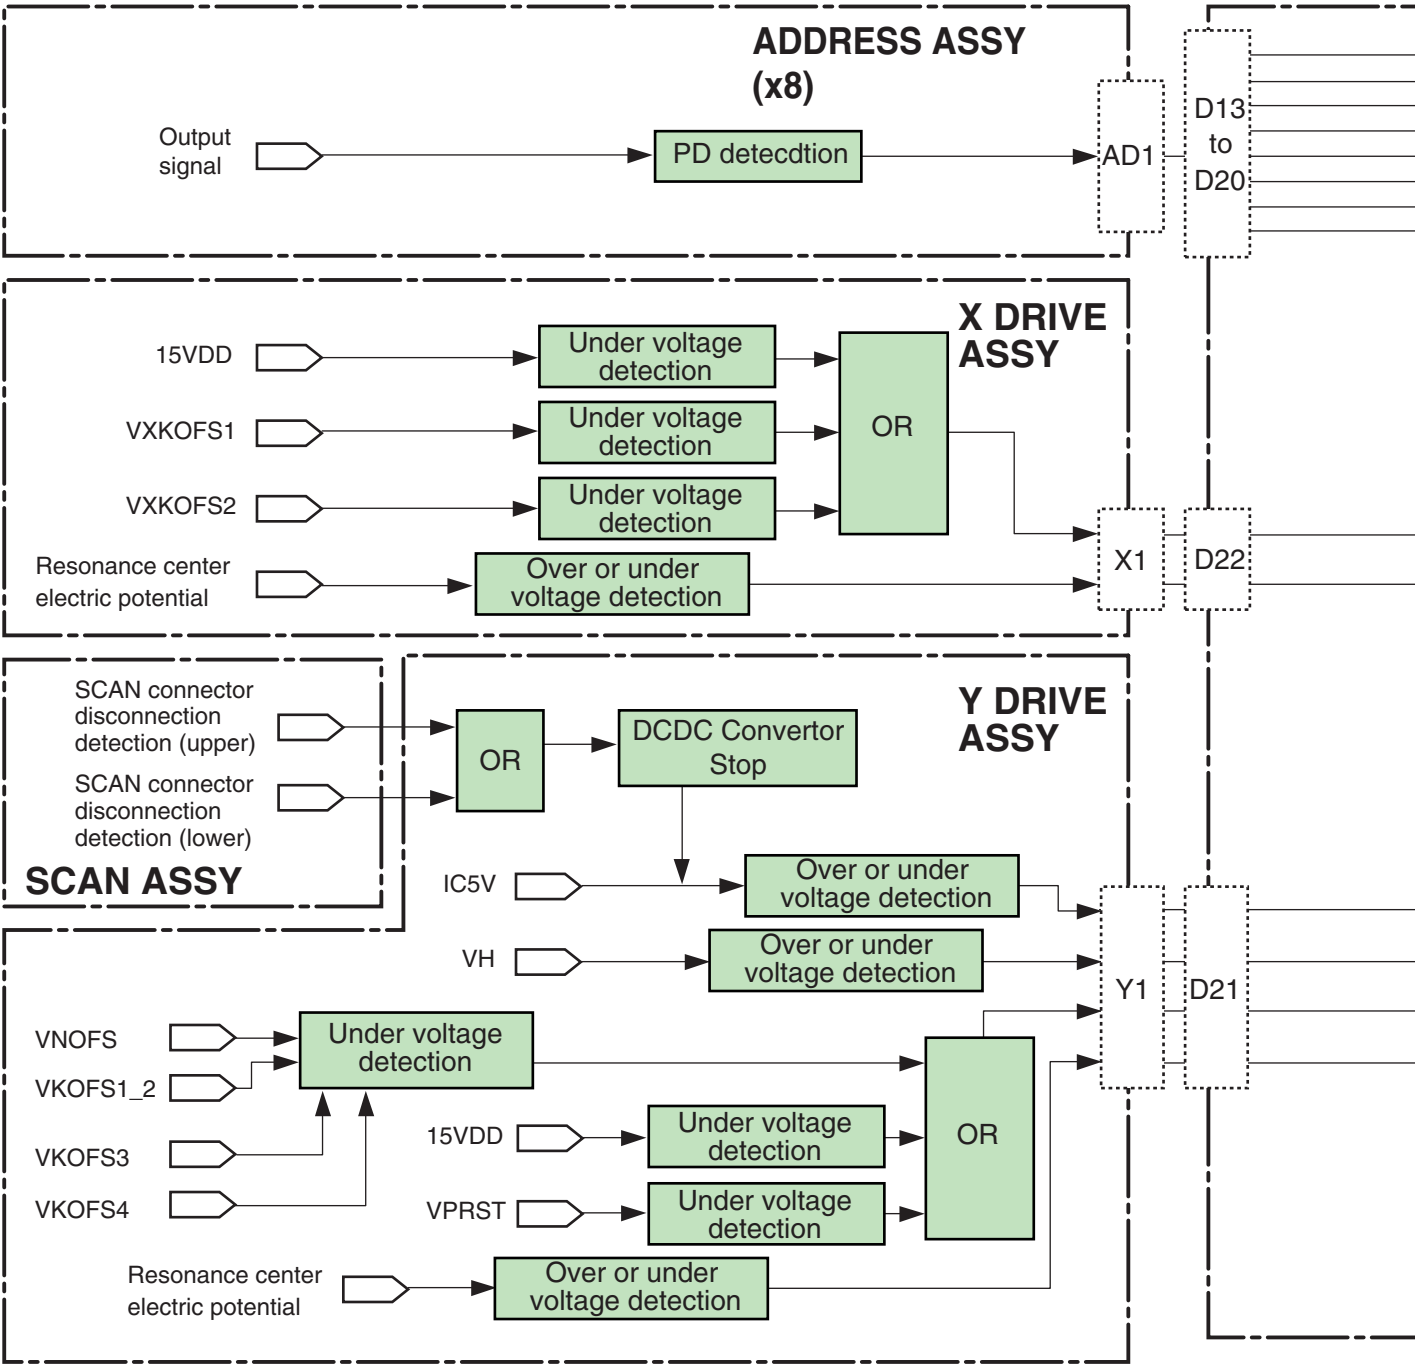 ADDRESS ASSY
(x8)
Output
signal
PD detecdtion
AD1
D13
to
D20
X DRIVE
ASSY
15VDD
Under voltage
detection
VXKOFS1
Under voltage
detection
OR
VXKOFS2
Under voltage
detection
Resonance center
electric potential
Over or under
voltage detection
X1
D22
SCAN connector
disconnection
detection (upper)
SCAN connector
disconnection
detection (lower)
SCAN ASSY
Y DRIVE
ASSY
OR
DCDC Convertor
Stop
IC5V
Over or under
voltage detection
VH
Over or under
voltage detection
Y1
D21
VNOFS
VKOFS1_2
VKOFS3
VKOFS4
Under voltage
detection
15VDD
Under voltage
detection
OR
VPRST
Under voltage
detection
Resonance center
electric potential
Over or under
voltage detection